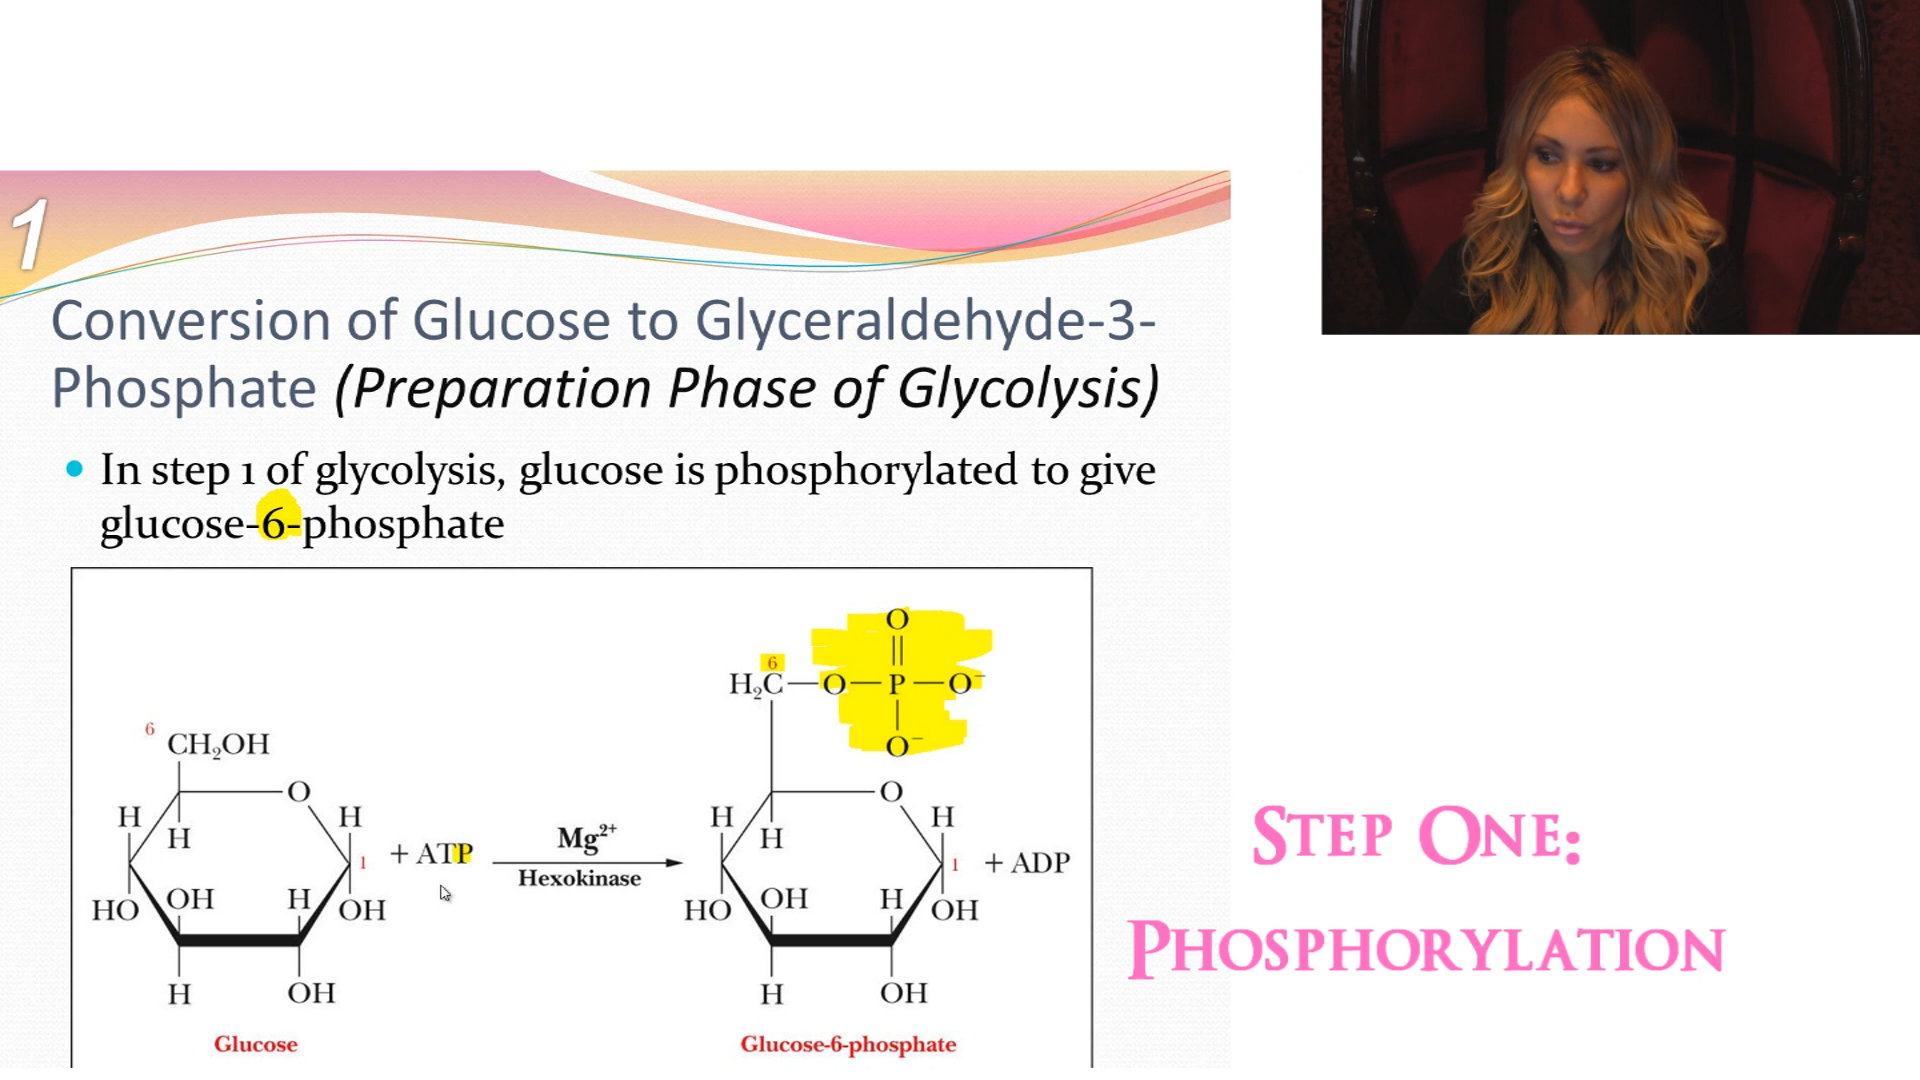 1
Conversion of Glucose to Glyceraldehyde-3-
Phosphate (Preparation Phase of Glycolysis)
• In step 1 of glycolysis, glucose is phosphorylated to give
glucose-6-phosphate
O
6
H₂C—O—P—O⁻
O⁻
6
CH₂OH
O
H
H
H
1
+ ATP
Mg²⁺
Hexokinase
HO
OH
H
OH
H
OH
Glucose
O
H
H
H
1
+ ADP
HO
OH
H
OH
H
OH
Glucose-6-phosphate
Step One:
Phosphorylation